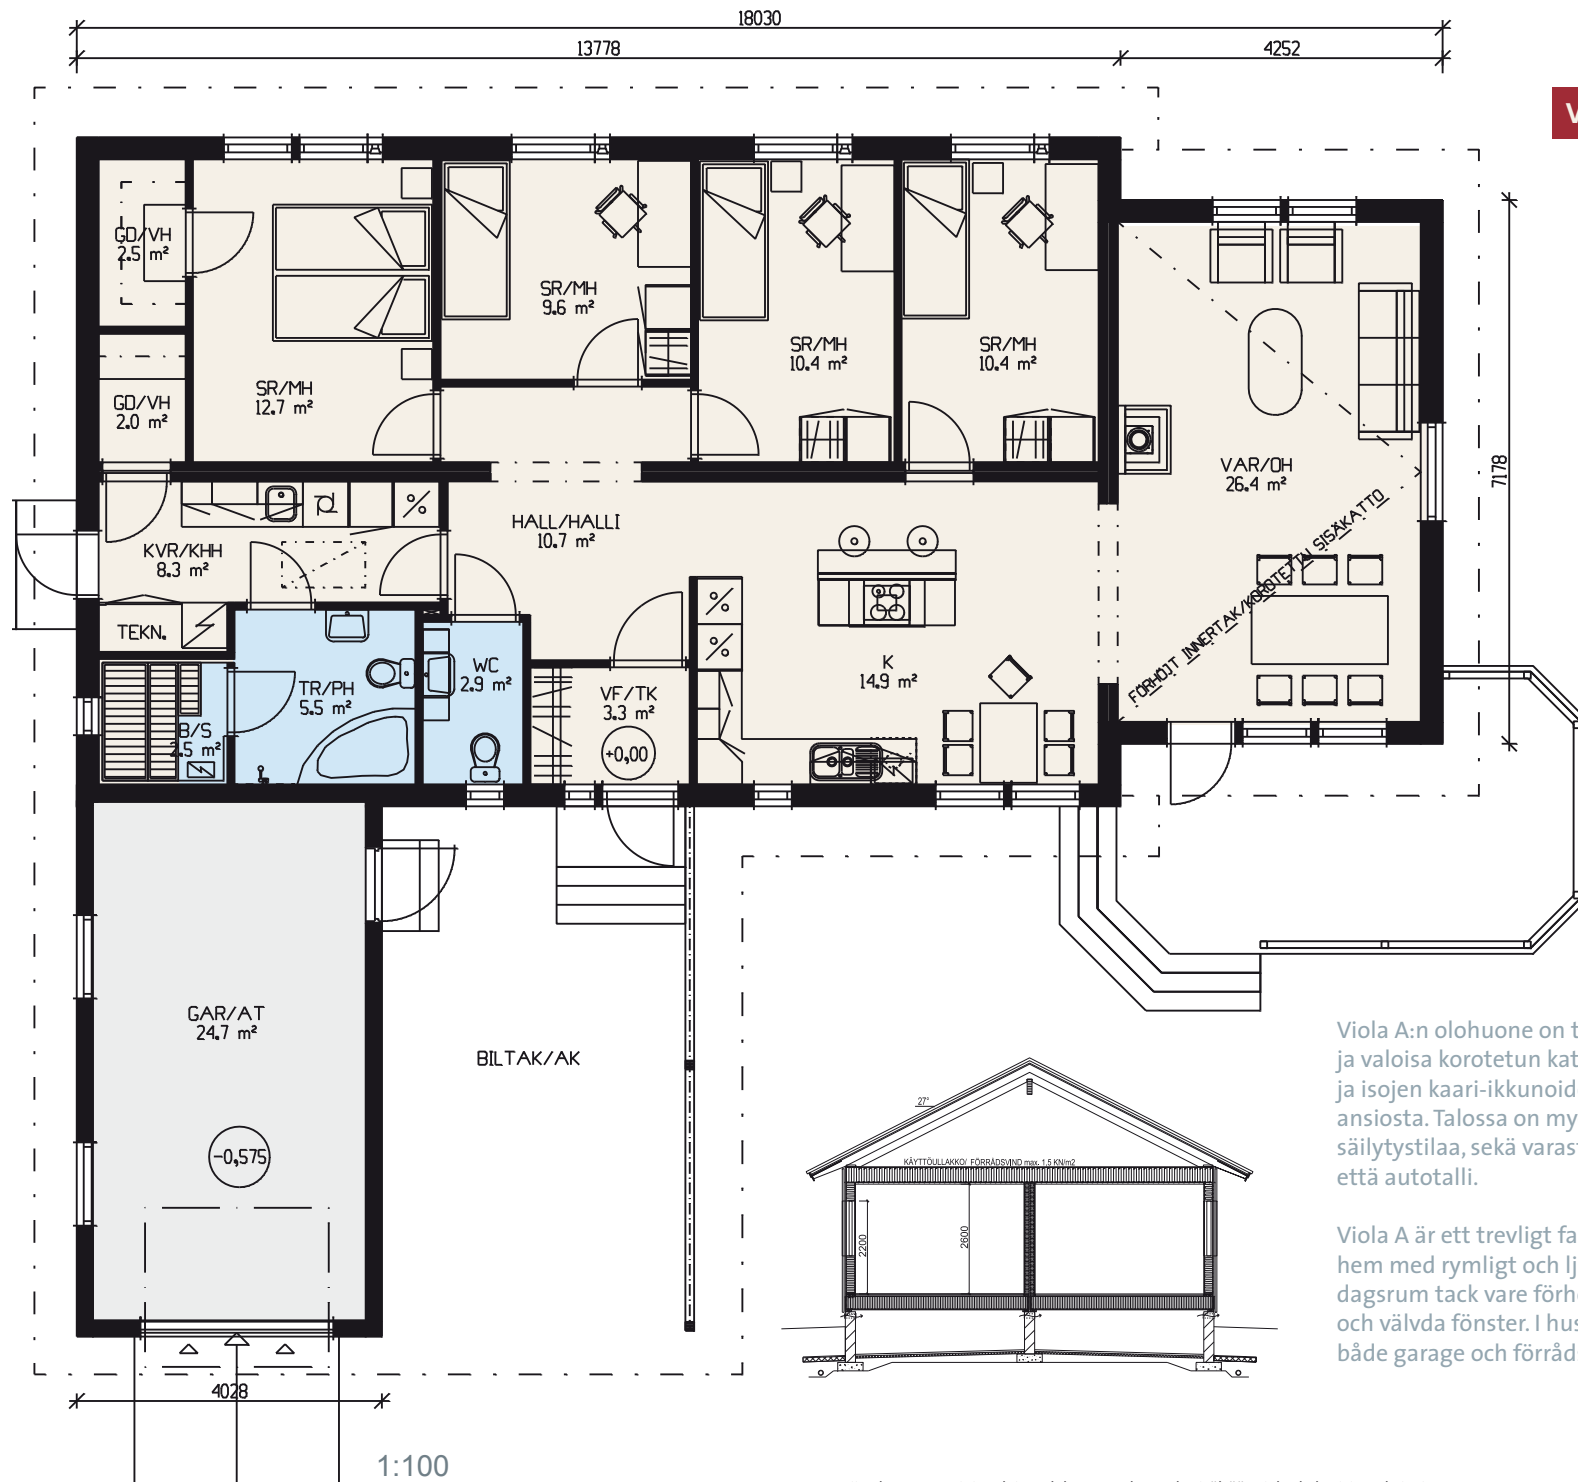 18030
13778
4252
V
GD/VH
2.5 m²
SR/MH
12.7 m²
SR/MH
9.6 m²
SR/MH
10.4 m²
SR/MH
10.4 m²
GD/VH
2.0 m²
VAR/OH
26.4 m²
7178
FÖRHÖJT INNERTAK/KOROTETTU SISÄKATTO
KVR/KHH
8.3 m²
HALL/HALLI
10.7 m²
TEKN.
TR/PH
5.5 m²
WC
2.9 m²
B/S
2.5 m²
VF/TK
3.3 m²
+0,00
K
14.9 m²
GAR/AT
24.7 m²
-0,575
BILTAK/AK
4028
1:100
27°
KÄYTTÖULLAKKO/ FÖRRÅDSVIND max. 1.5 KN/m2
2200
2600
Viola A:n olohuone on t
ja valoisa korotetun kat
ja isojen kaari-ikkunoid
ansiosta. Talossa on my
säilytystilaa, sekä varas
että autotalli.
Viola A är ett trevligt fa
hem med rymligt och lj
dagsrum tack vare förh
och välvda fönster. I hus
både garage och förråd